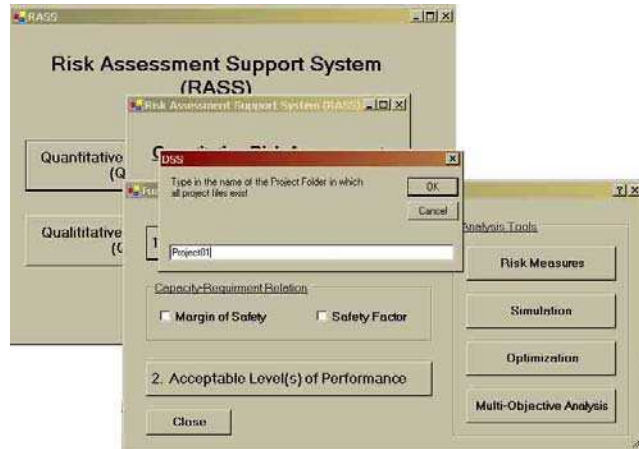 RASS
Risk Assessment Support System
(RASS)
Risk Assessment Support System (RASS)
Quantitative
Qualititative
DSS
Type in the name of the Project Folder in which
all project files exist
OK
Cancel
Project01
1
Capacity-Requirment Relation
Margin of Safety
Safety Factor
2. Acceptable Level(s) of Performance
Close
Analysis Tools
Risk Measures
Simulation
Optimization
Multi-Objective Analysis